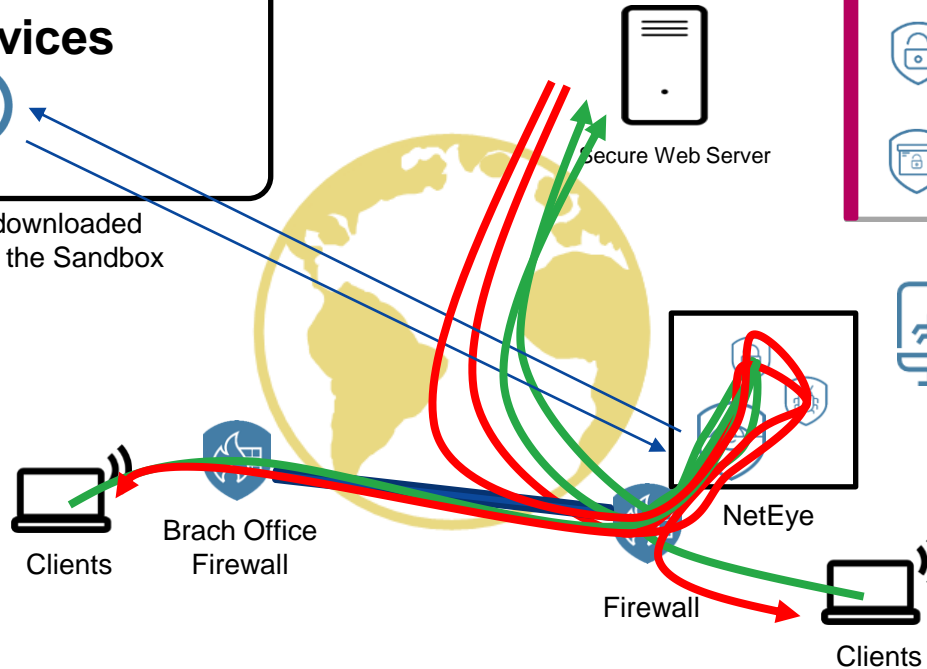 vices
Secure Web Server
downloaded
the Sandbox
NetEye
Brach Office
Firewall
Clients
Firewall
Clients